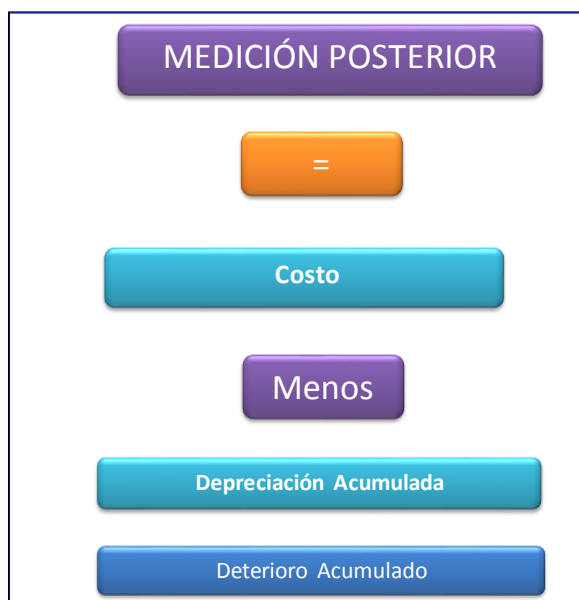 MEDICIÓN POSTERIOR
=
Costo
Menos
Depreciación Acumulada
Deterioro Acumulado